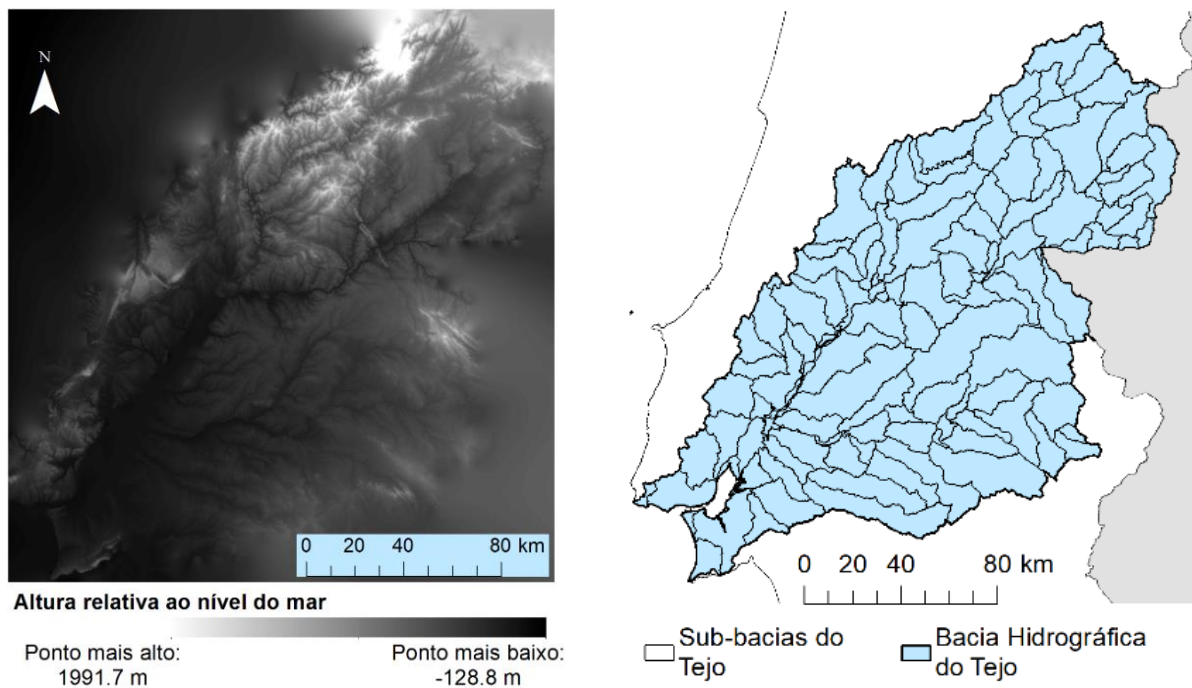 N
0 20 40 80 km
Altura relativa ao nível do mar
Ponto mais alto:
1991.7 m
Ponto mais baixo:
-128.8 m
0 20 40 80 km
Sub-bacias do
Tejo
Bacia Hidrográfica
do Tejo